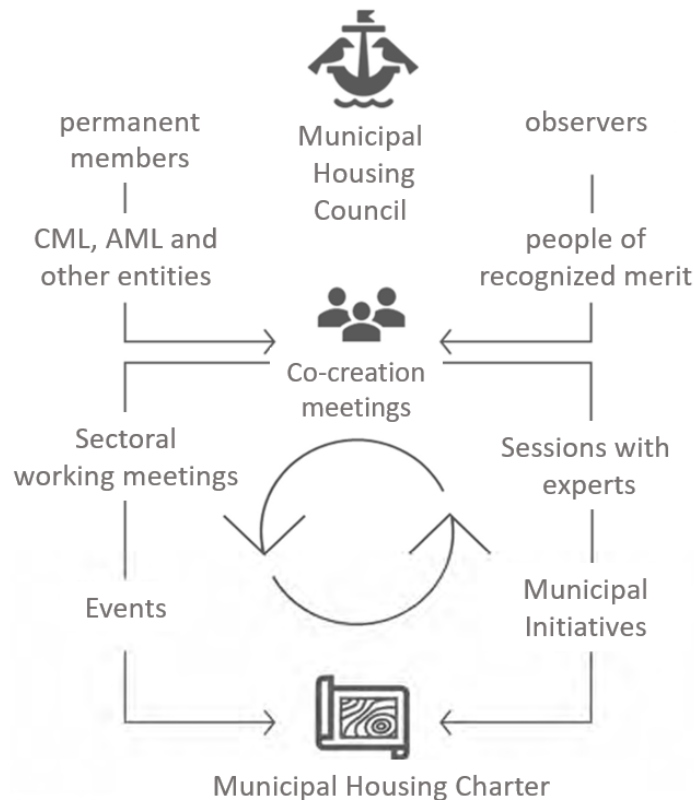 permanent
members
Municipal
Housing
Council
observers
CML, AML and
other entities
people of
recognized merit
Co-creation
meetings
Sectoral
working meetings
Sessions with
experts
Events
Municipal
Initiatives
Municipal Housing Charter